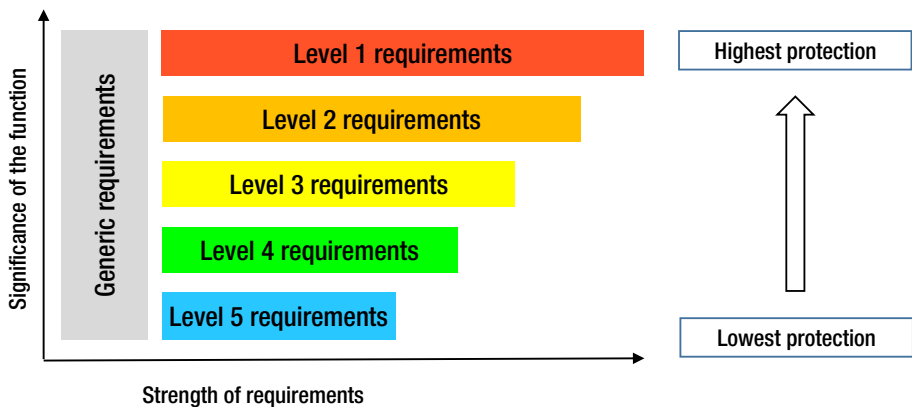 Significance of the function
Generic requirements
Level 1 requirements
Level 2 requirements
Level 3 requirements
Level 4 requirements
Level 5 requirements
Strength of requirements
Highest protection
Lowest protection